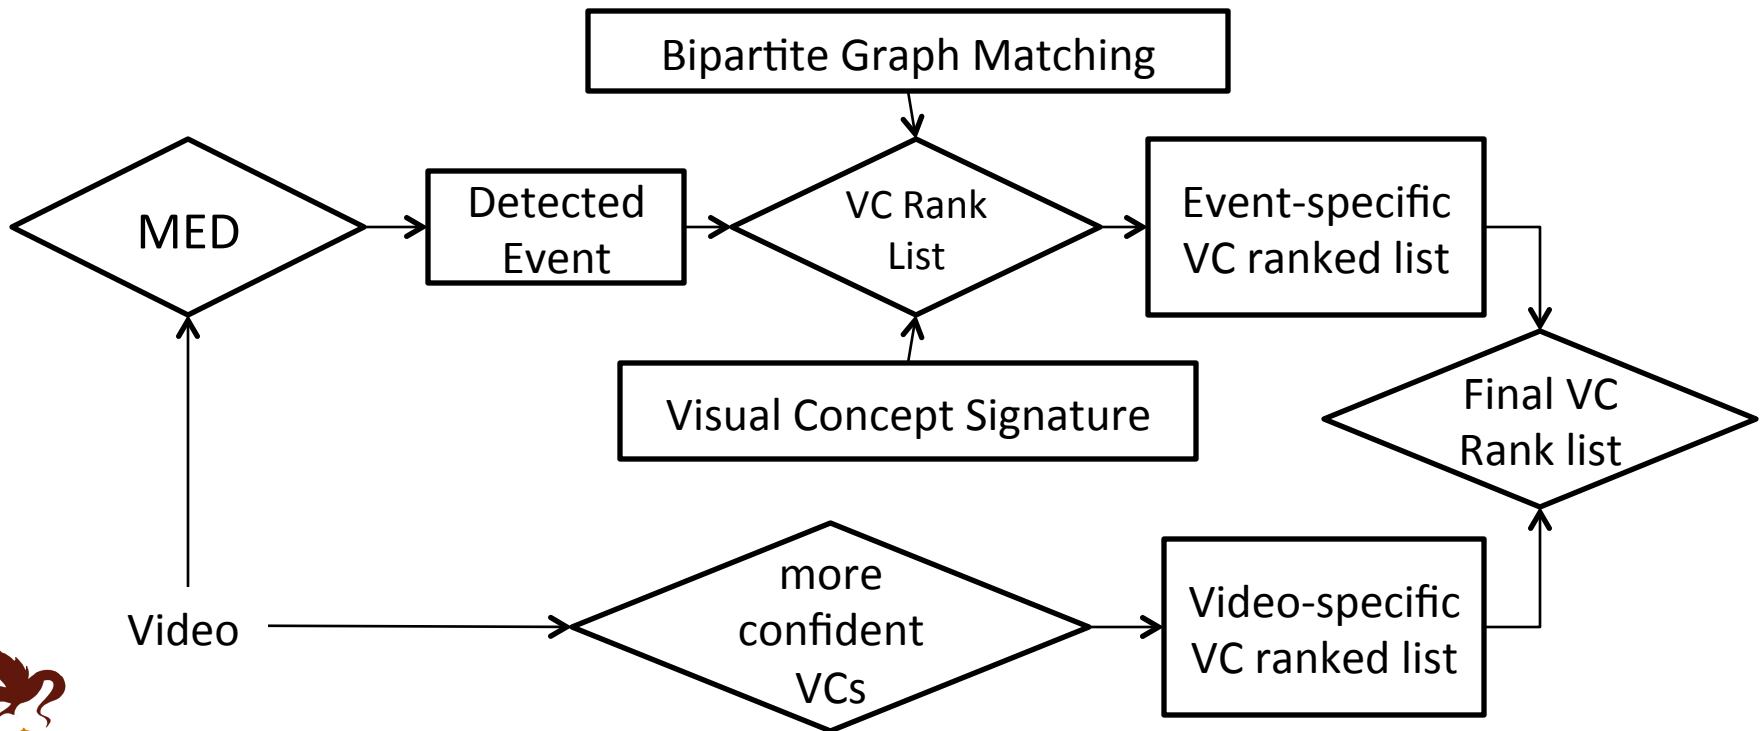 Bipartite Graph Matching
MED
Detected
Event
VC Rank
List
Event-specific
VC ranked list
Visual Concept Signature
Final VC
Rank list
Video
more
confident
VCs
Video-specific
VC ranked list